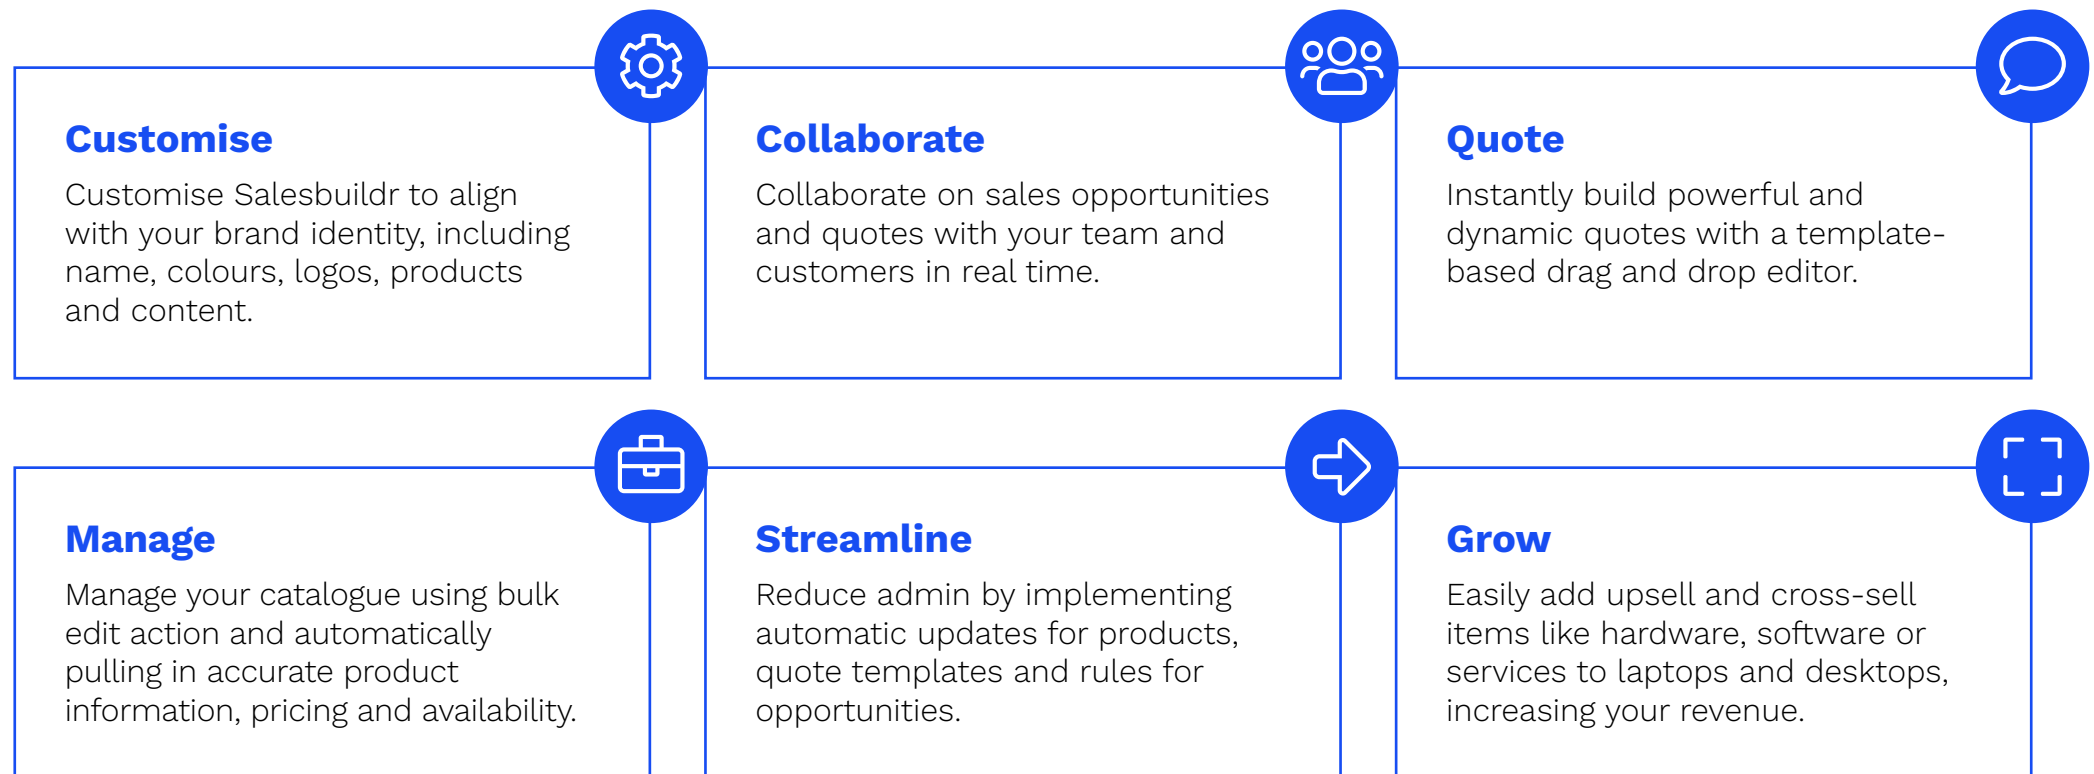 Customise
Customise Salesbuildr to align
with your brand identity, including
name, colours, logos, products
and content.
Collaborate
Collaborate on sales opportunities
and quotes with your team and
customers in real time.
Quote
Instantly build powerful and
dynamic quotes with a template-
based drag and drop editor.
Manage
Manage your catalogue using bulk
edit action and automatically
pulling in accurate product
information, pricing and availability.
Streamline
Reduce admin by implementing
automatic updates for products,
quote templates and rules for
opportunities.
Grow
Easily add upsell and cross-sell
items like hardware, software or
services to laptops and desktops,
increasing your revenue.